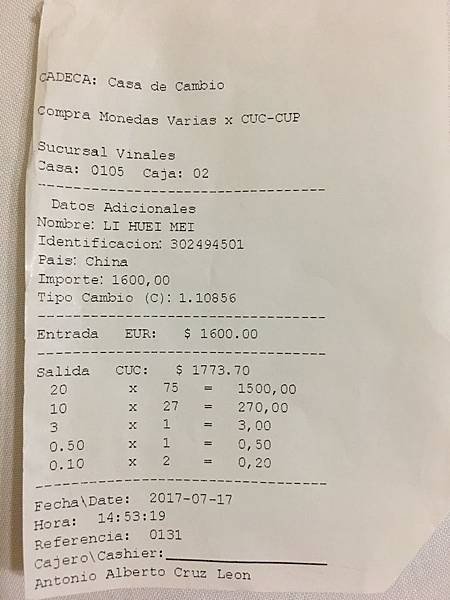 CADECA: Casa de Cambio
Compra Monedas Varias x CUC-CUP
Sucursal Vinales
Casa: 0105 Caja: 02
--------------------------------
Datos Adicionales
Nombre: LI HUEI MEI
Identificacion: 302494501
Pais: China
Importe: 1600,00
Tipo Cambio (C): 1.10856
--------------------------------
Entrada EUR: $ 1600.00
--------------------------------
Salida CUC: $ 1773.70
20 x 75 = 1500,00
10 x 27 = 270,00
3 x 1 = 3,00
0.50 x 1 = 0,50
0.10 x 2 = 0,20
--------------------------------
Fecha\Date: 2017-07-17
Hora: 14:53:19
Referencia: 0131
Cajero\Cashier:____________________
Antonio Alberto Cruz Leon